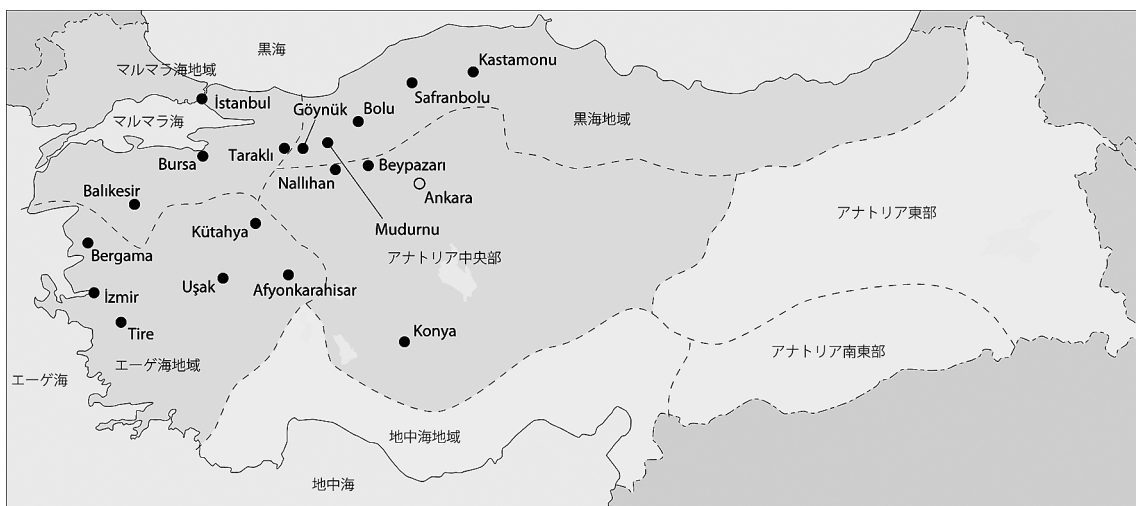 黒海
Kastamonu
マルマラ海地域
Safranbolu
İstanbul
Göynük
Bolu
マルマラ海
黒海地域
Taraklı
Bursa
Beypazarı
Nallıhan
Ankara
Balıkesir
アナトリア東部
Kütahya
Mudurnu
Bergama
アナトリア中央部
Uşak
Afyonkarahisar
İzmir
Tire
Konya
アナトリア南東部
エーゲ海地域
エーゲ海
地中海地域
地中海